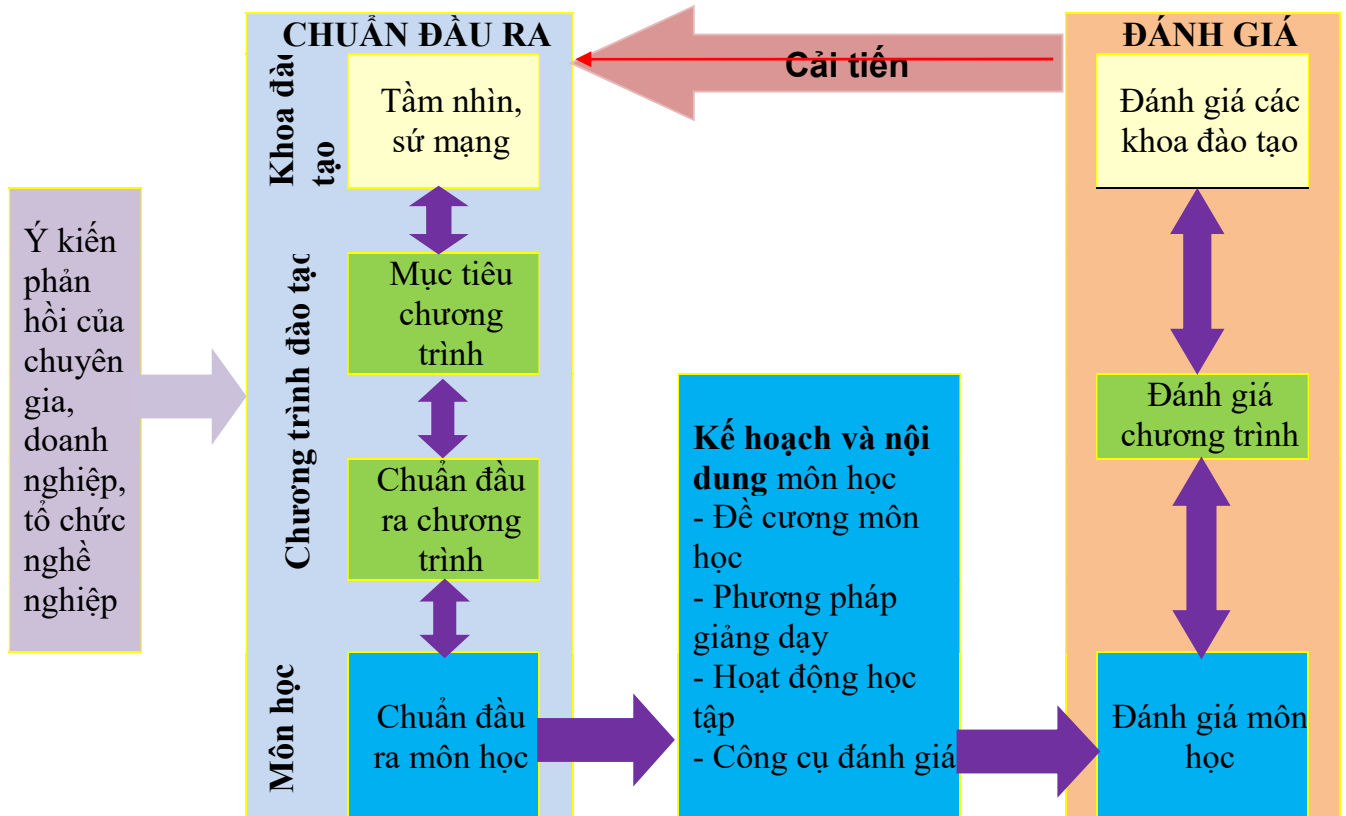 CHUẨN ĐẦU RA
Khoa đào
tạo
Tầm nhìn,
sứ mạng
Cải tiến
ĐÁNH GIÁ
Đánh giá các
khoa đào tạo
Ý kiến
phản
hồi của
chuyên
gia,
doanh
nghiệp,
tổ chức
nghề
nghiệp
Chương trình đào tạo
Mục tiêu
chương
trình
Chuẩn đầu
ra chương
trình
Môn học
Chuẩn đầu
ra môn học
Kế hoạch và nội
dung môn học
- Đề cương môn
học
- Phương pháp
giảng dạy
- Hoạt động học
tập
- Công cụ đánh giá
Đánh giá
chương trình
Đánh giá môn
học